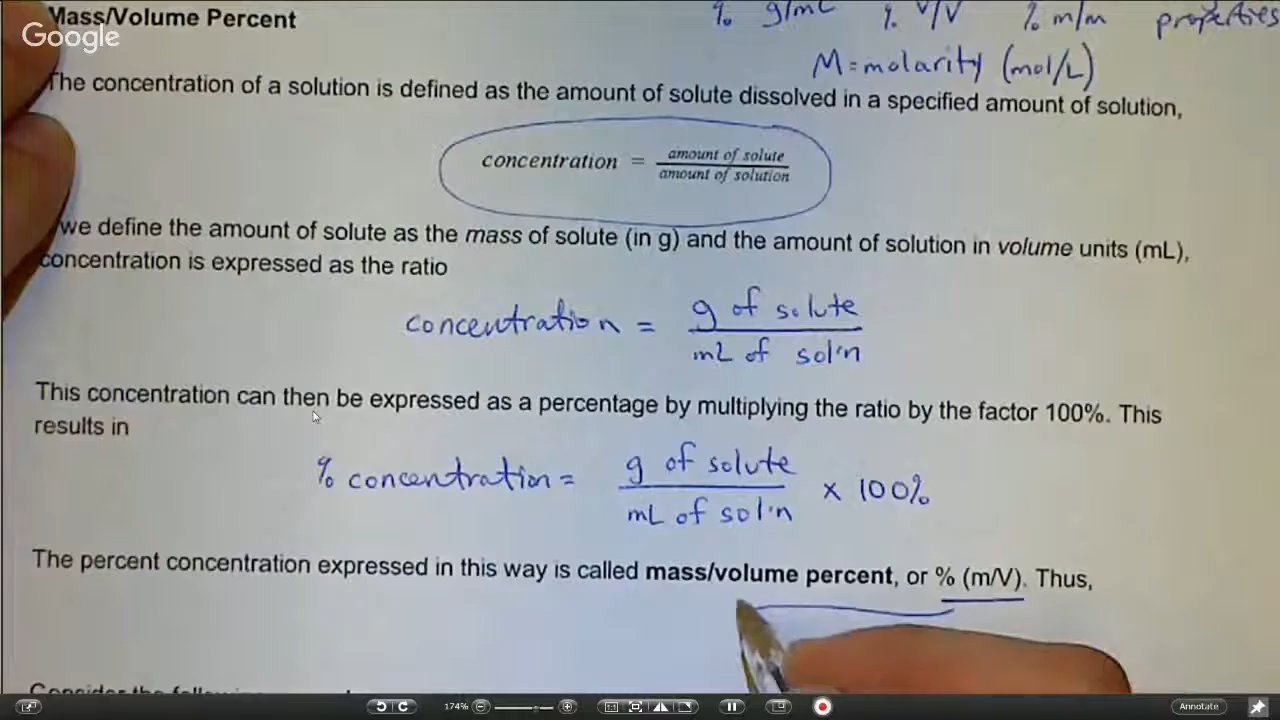 Mass/Volume Percent
% g/mL % V/V % m/m properties
Google
M = molarity (mol/L)
The concentration of a solution is defined as the amount of solute dissolved in a specified amount of solution,
concentration = amount of solute
amount of solution
we define the amount of solute as the mass of solute (in g) and the amount of solution in volume units (mL),
concentration is expressed as the ratio
concentration = g of solute
mL of sol'n
This concentration can then be expressed as a percentage by multiplying the ratio by the factor 100%. This
results in
% concentration = g of solute × 100%
mL of sol'n
The percent concentration expressed in this way is called mass/volume percent, or % (m/V). Thus,
Consider the
174%
Annotate